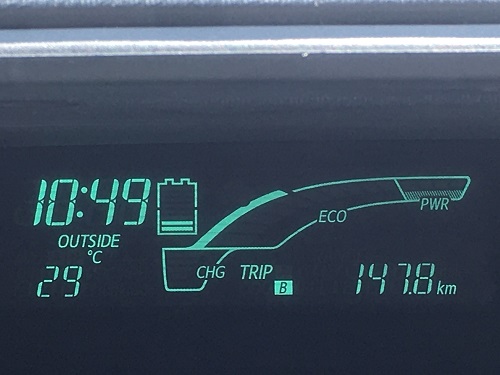 10:49
OUTSIDE
°C
29
CHG
ECO
PWR
TRIP B
147.8 km